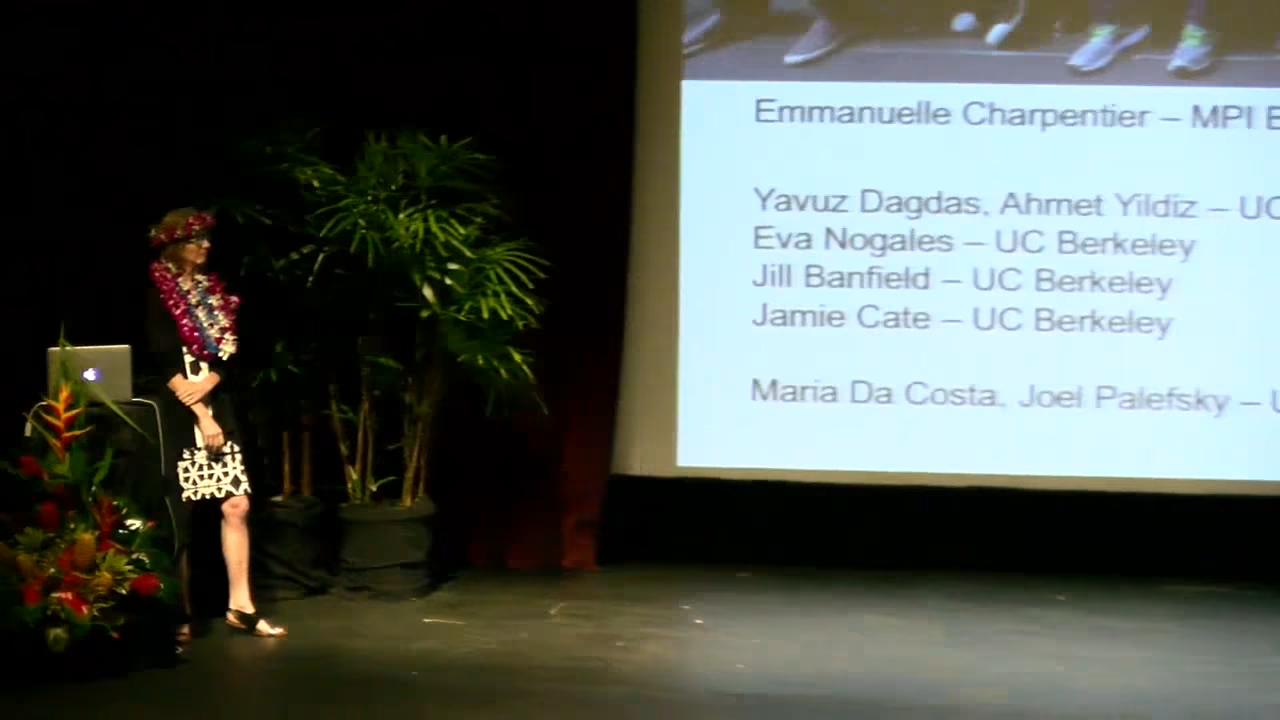 Emmanuelle Charpentier – MPI
Yavuz Dagdas, Ahmet Yildiz – UC
Eva Nogales – UC Berkeley
Jill Banfield – UC Berkeley
Jamie Cate – UC Berkeley
Maria Da Costa, Joel Palefsky –